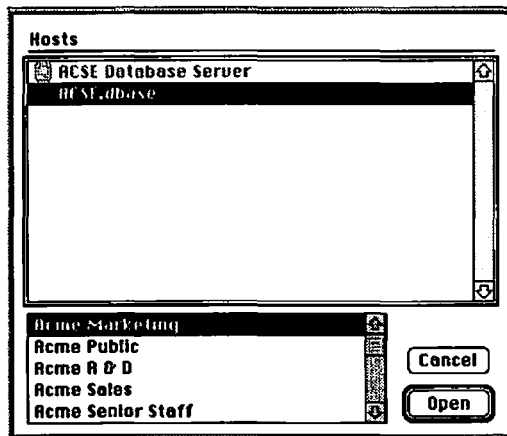 Hosts
ACSE Database Server
ACSE.dbase
Acme Marketing
Acme Public
Acme R & D
Acme Sales
Acme Senior Staff
Cancel
Open